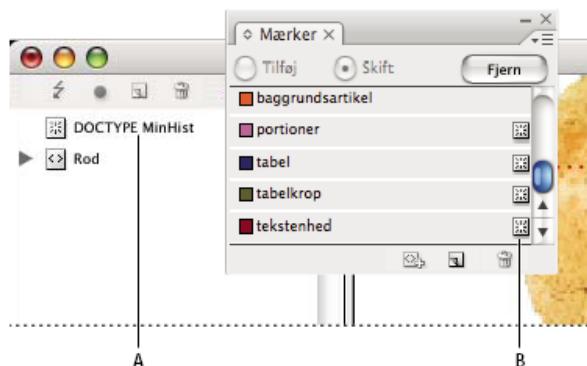 Mærker
Tilføj
Skift
Fjern
baggrundsartikel
DOCTYPE MinHist
portioner
Rod
tabel
tabelkrop
tekstenhed
A
B